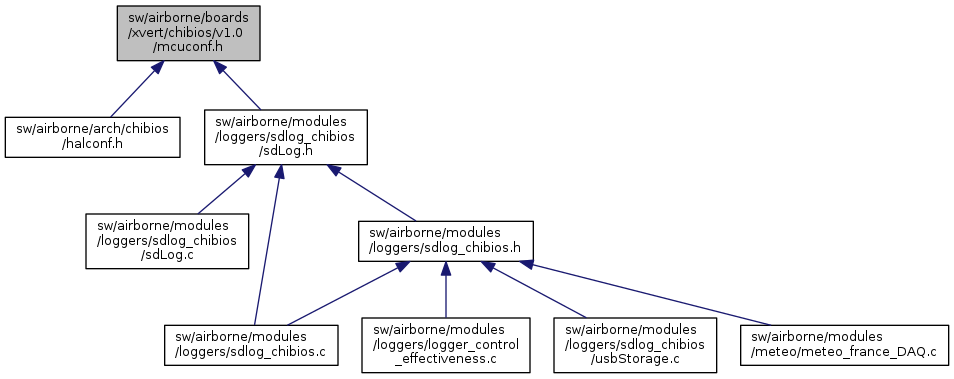 sw/airborne/boards
/xvert/chibios/v1.0
/mcuconf.h
sw/airborne/arch/chibios
/halconf.h
sw/airborne/modules
/loggers/sdlog_chibios
/sdLog.h
sw/airborne/modules
/loggers/sdlog_chibios
/sdLog.c
sw/airborne/modules
/loggers/sdlog_chibios.h
sw/airborne/modules
/loggers/sdlog_chibios.c
sw/airborne/modules
/loggers/logger_control
_effectiveness.c
sw/airborne/modules
/loggers/sdlog_chibios
/usbStorage.c
sw/airborne/modules
/meteo/meteo_france_DAQ.c